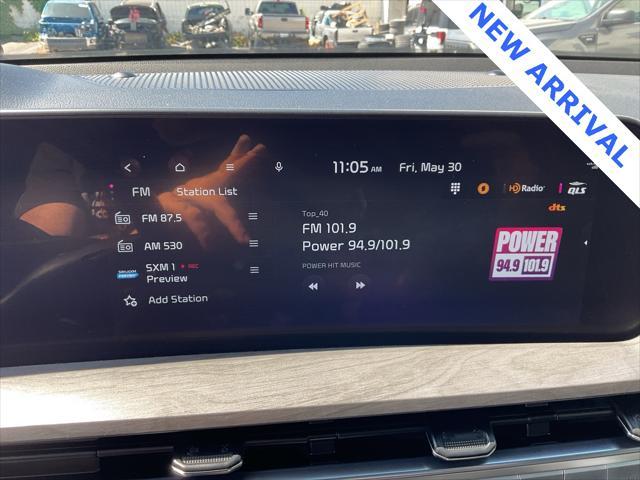 NEW ARRIVAL
11:05 AM Fri, May 30
FM Station List
HD Radio QLS
dts
FM 87.5
AM 530
SXM 1 REC
Preview
Add Station
Top_40
FM 101.9
Power 94.9/101.9
POWER HIT MUSIC
POWER
94.9 101.9